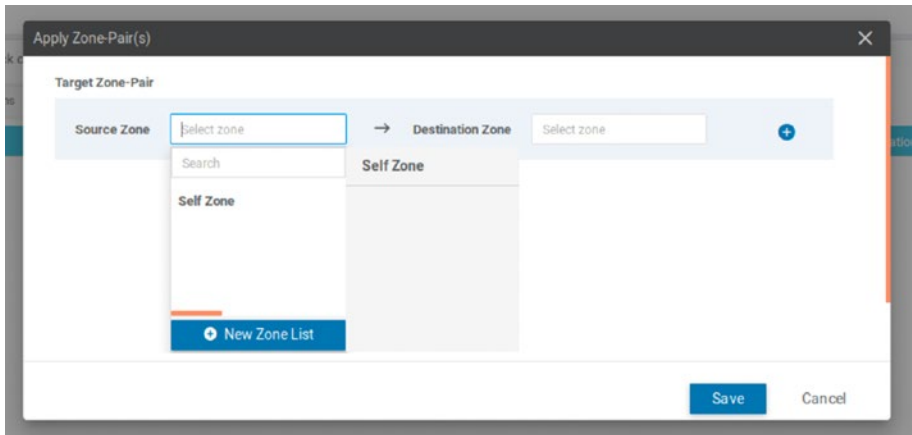 Apply Zone-Pair(s)
Target Zone-Pair
Source Zone Select zone → Destination Zone Select zone
Search Self Zone
Self Zone
New Zone List
Save Cancel